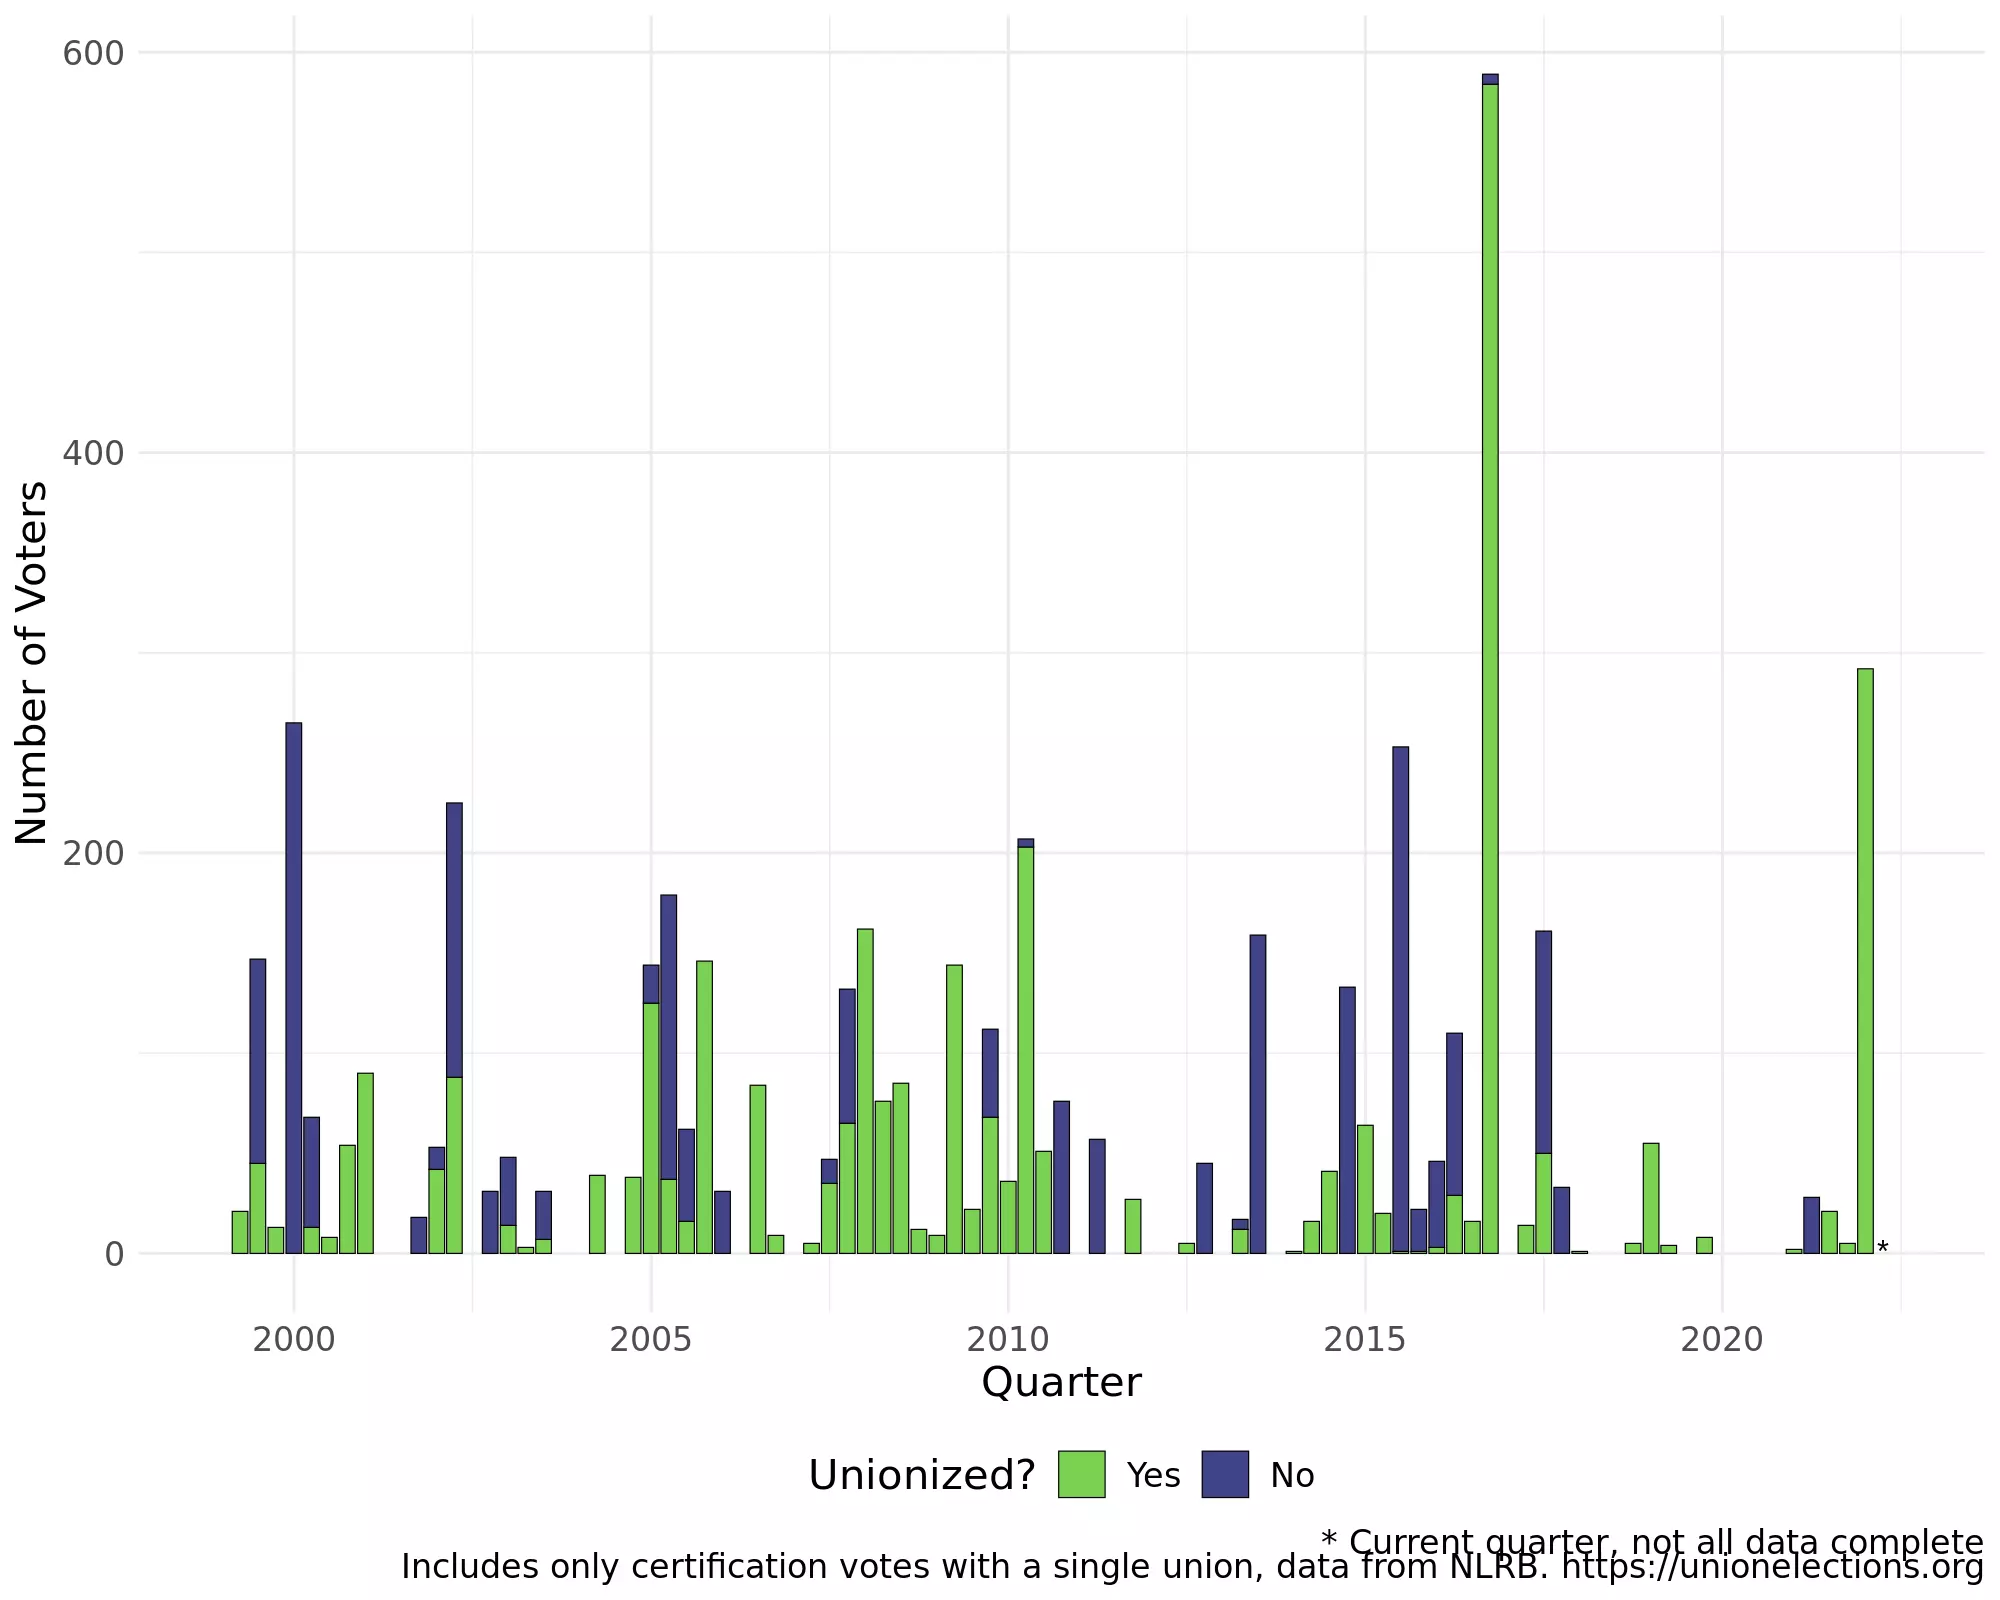 600
400
200
0
Number of Voters
*
2000 2005 2010 2015 2020
Quarter
Unionized? Yes No
* Current quarter, not all data complete
Includes only certification votes with a single union, data from NLRB. https://unionelections.org